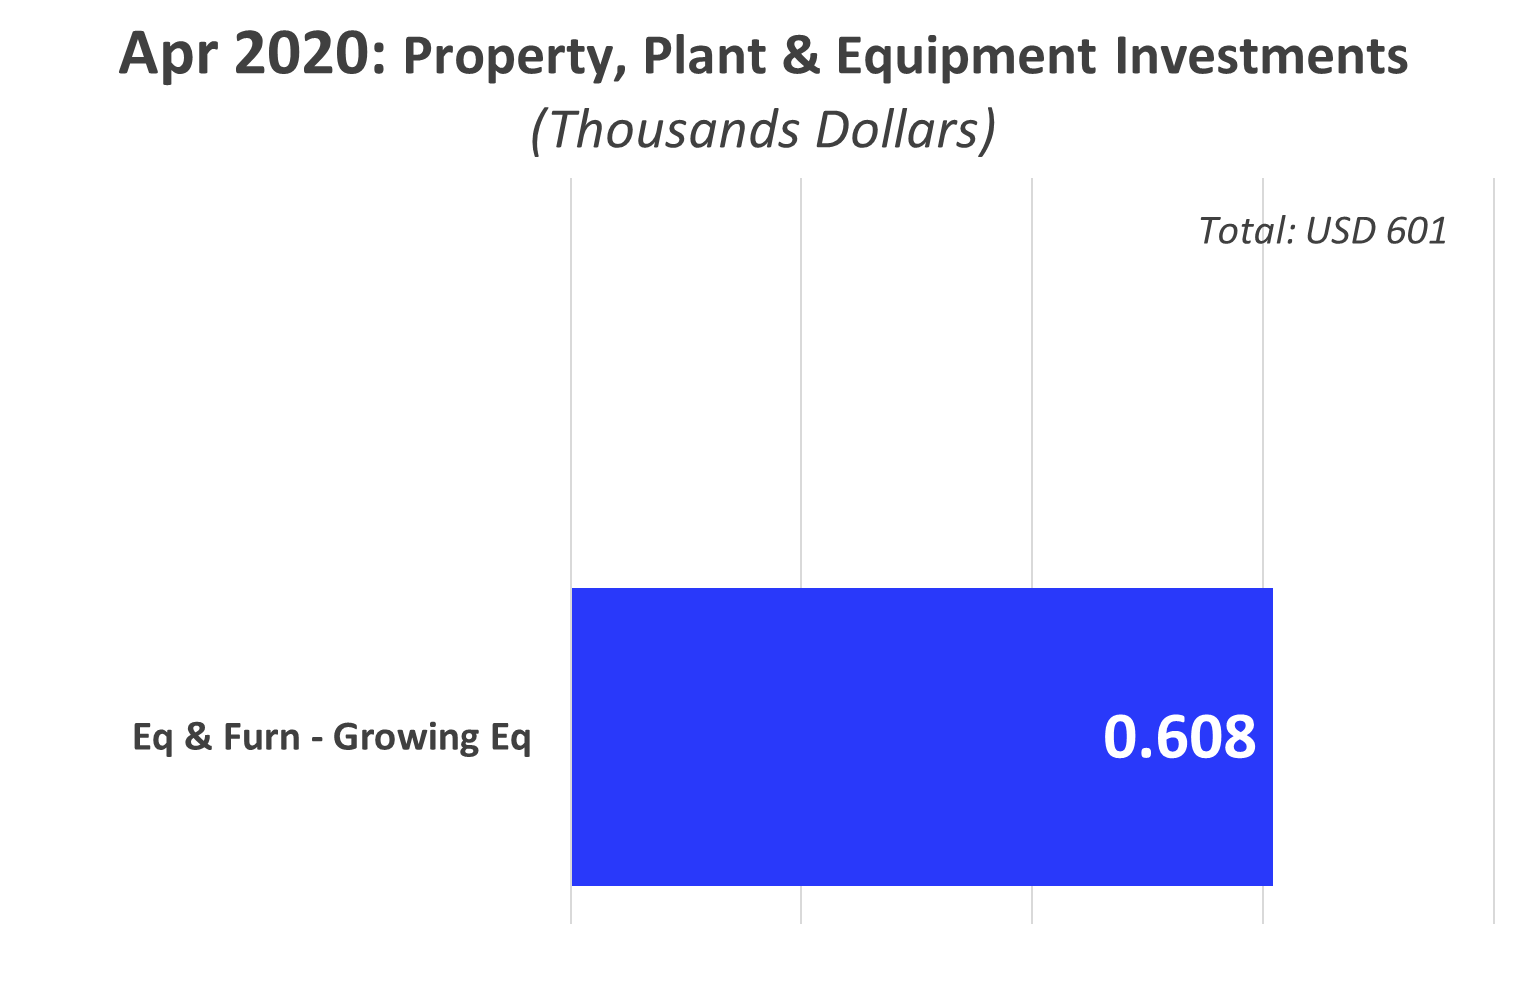 Apr 2020: Property, Plant & Equipment Investments
(Thousands Dollars)
Total: USD 601
Eq & Furn - Growing Eq
0.608